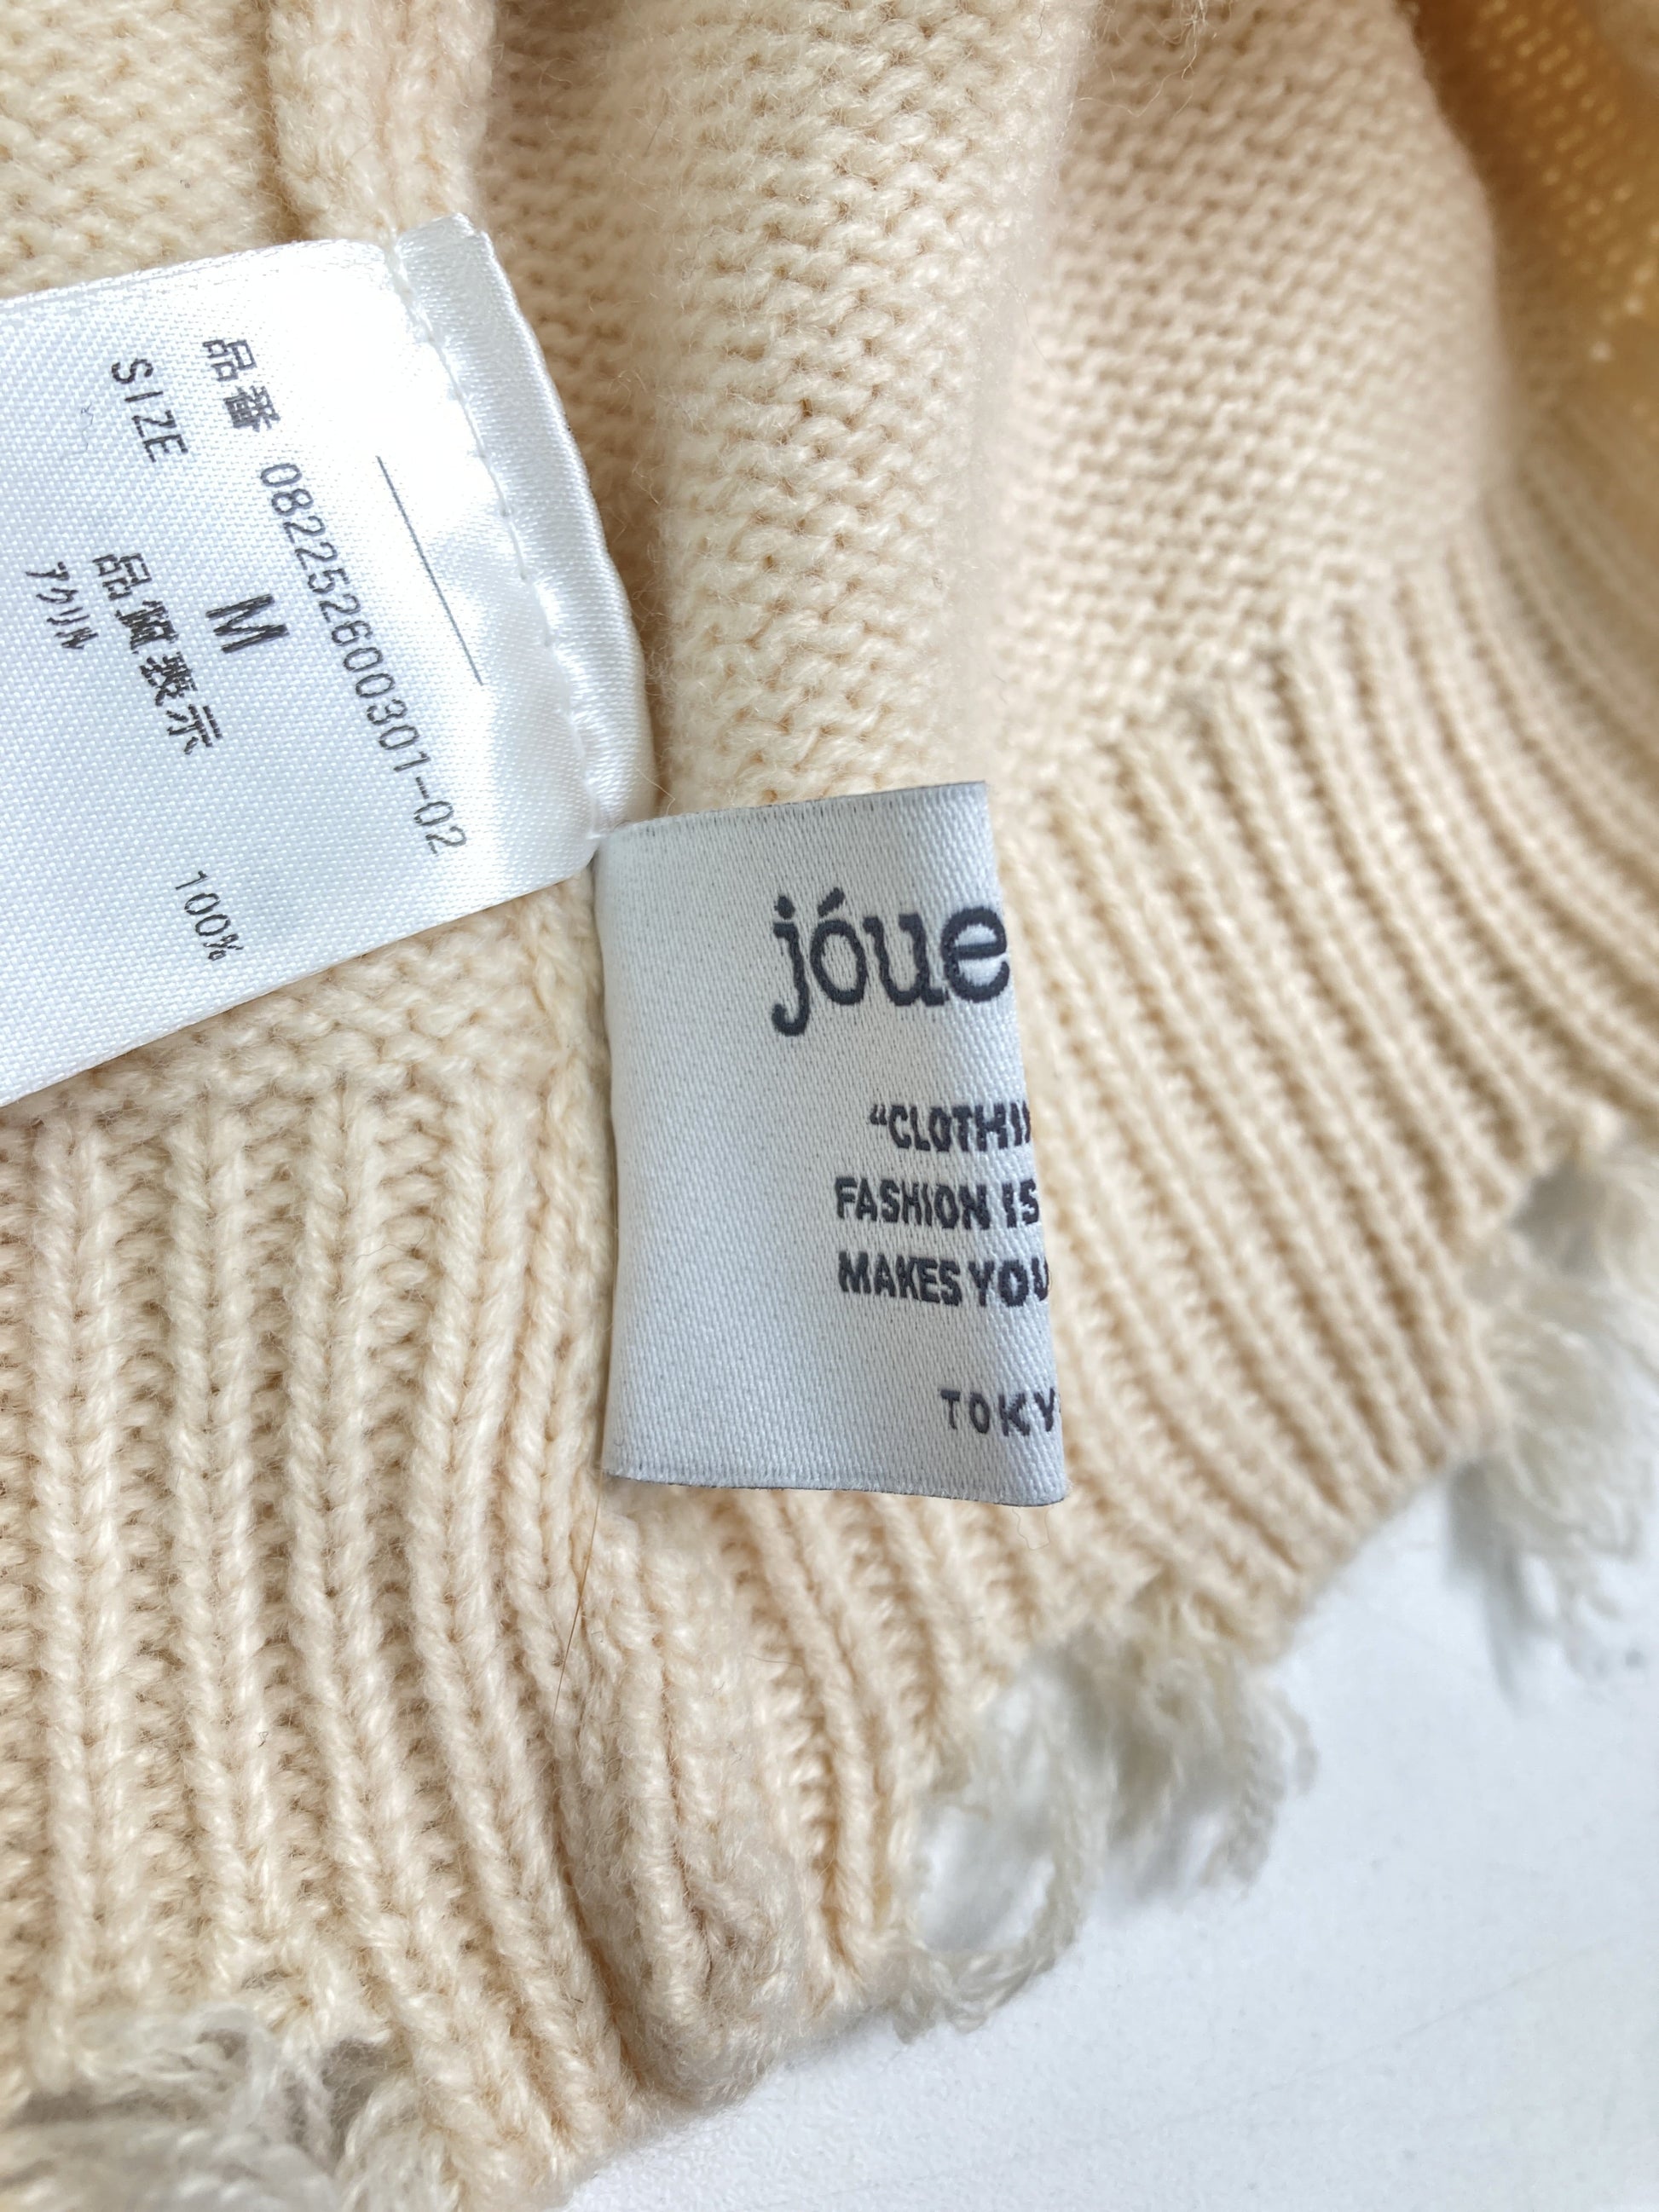 品番 082252600301-02
SIZE M
品質表示
アクリル 100%
jóue
"CLOTHI
FASHION IS
MAKES YOU
TOKY